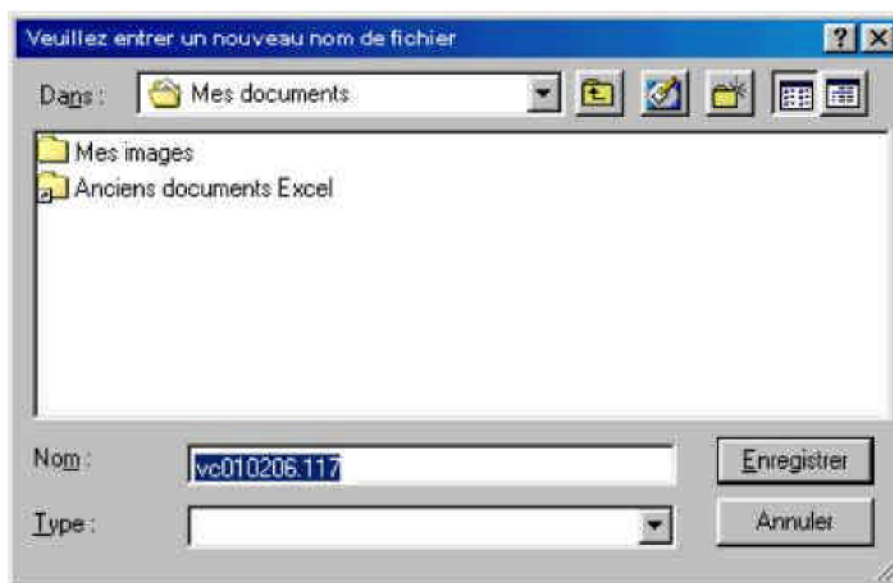 Veuillez entrer un nouveau nom de fichier
Dans :
Mes documents
Mes images
Anciens documents Excel
Nom :
vc010206.117
Enregistrer
Type :
Annuler